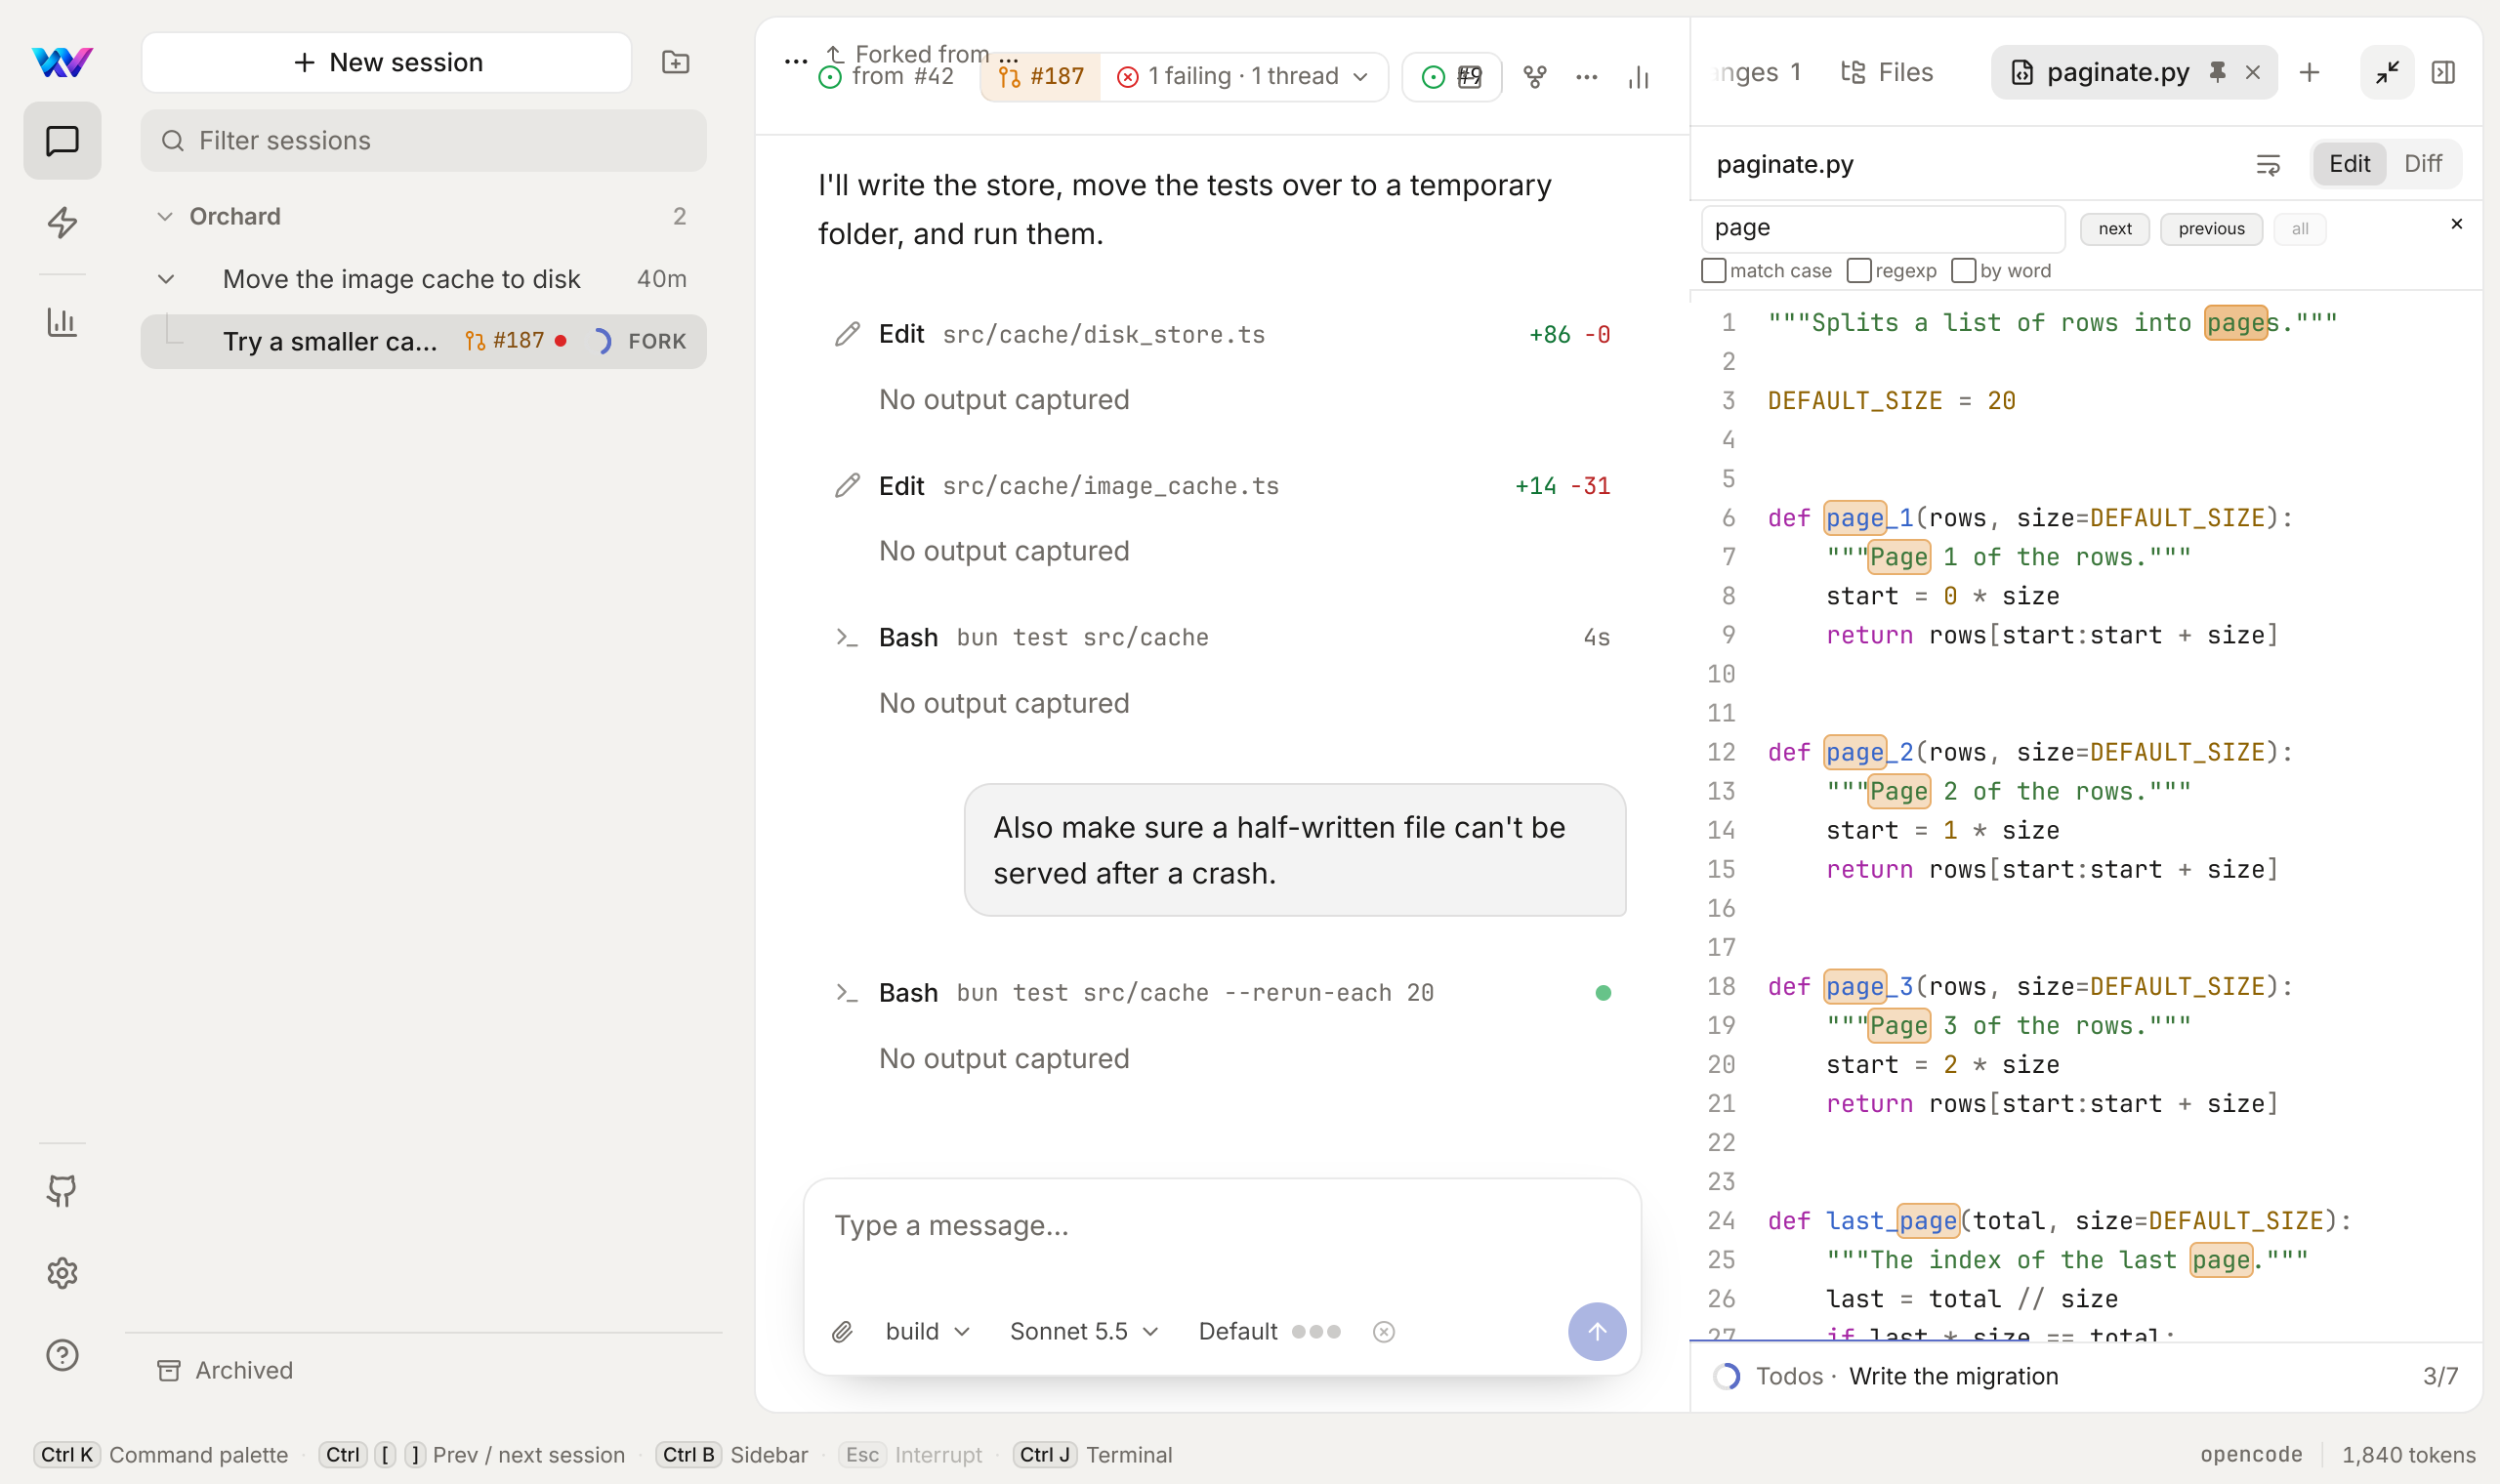 New session
Filter sessions
Orchard 2
Move the image cache to disk 40m
Try a smaller ca... #187 FORK
Archived
... Forked from ...
from #42 #187 1 failing · 1 thread
I'll write the store, move the tests over to a temporary
folder, and run them.
Edit src/cache/disk_store.ts +86 -0
No output captured
Edit src/cache/image_cache.ts +14 -31
No output captured
Bash bun test src/cache 4s
No output captured
Also make sure a half-written file can't be
served after a crash.
Bash bun test src/cache --rerun-each 20
No output captured
Type a message...
build Sonnet 5.5 Default
anges 1 Files paginate.py
paginate.py Edit Diff
page next previous all ×
match case regexp by word
1 """Splits a list of rows into pages."""
2
3 DEFAULT_SIZE = 20
4
5
6 def page_1(rows, size=DEFAULT_SIZE):
7 """Page 1 of the rows."""
8 start = 0 * size
9 return rows[start:start + size]
10
11
12 def page_2(rows, size=DEFAULT_SIZE):
13 """Page 2 of the rows."""
14 start = 1 * size
15 return rows[start:start + size]
16
17
18 def page_3(rows, size=DEFAULT_SIZE):
19 """Page 3 of the rows."""
20 start = 2 * size
21 return rows[start:start + size]
22
23
24 def last_page(total, size=DEFAULT_SIZE):
25 """The index of the last page."""
26 last = total // size
27 if last * size == total:
Todos · Write the migration 3/7
Ctrl K Command palette · Ctrl [ ] Prev / next session · Ctrl B Sidebar · Esc Interrupt · Ctrl J Terminal
opencode 1,840 tokens